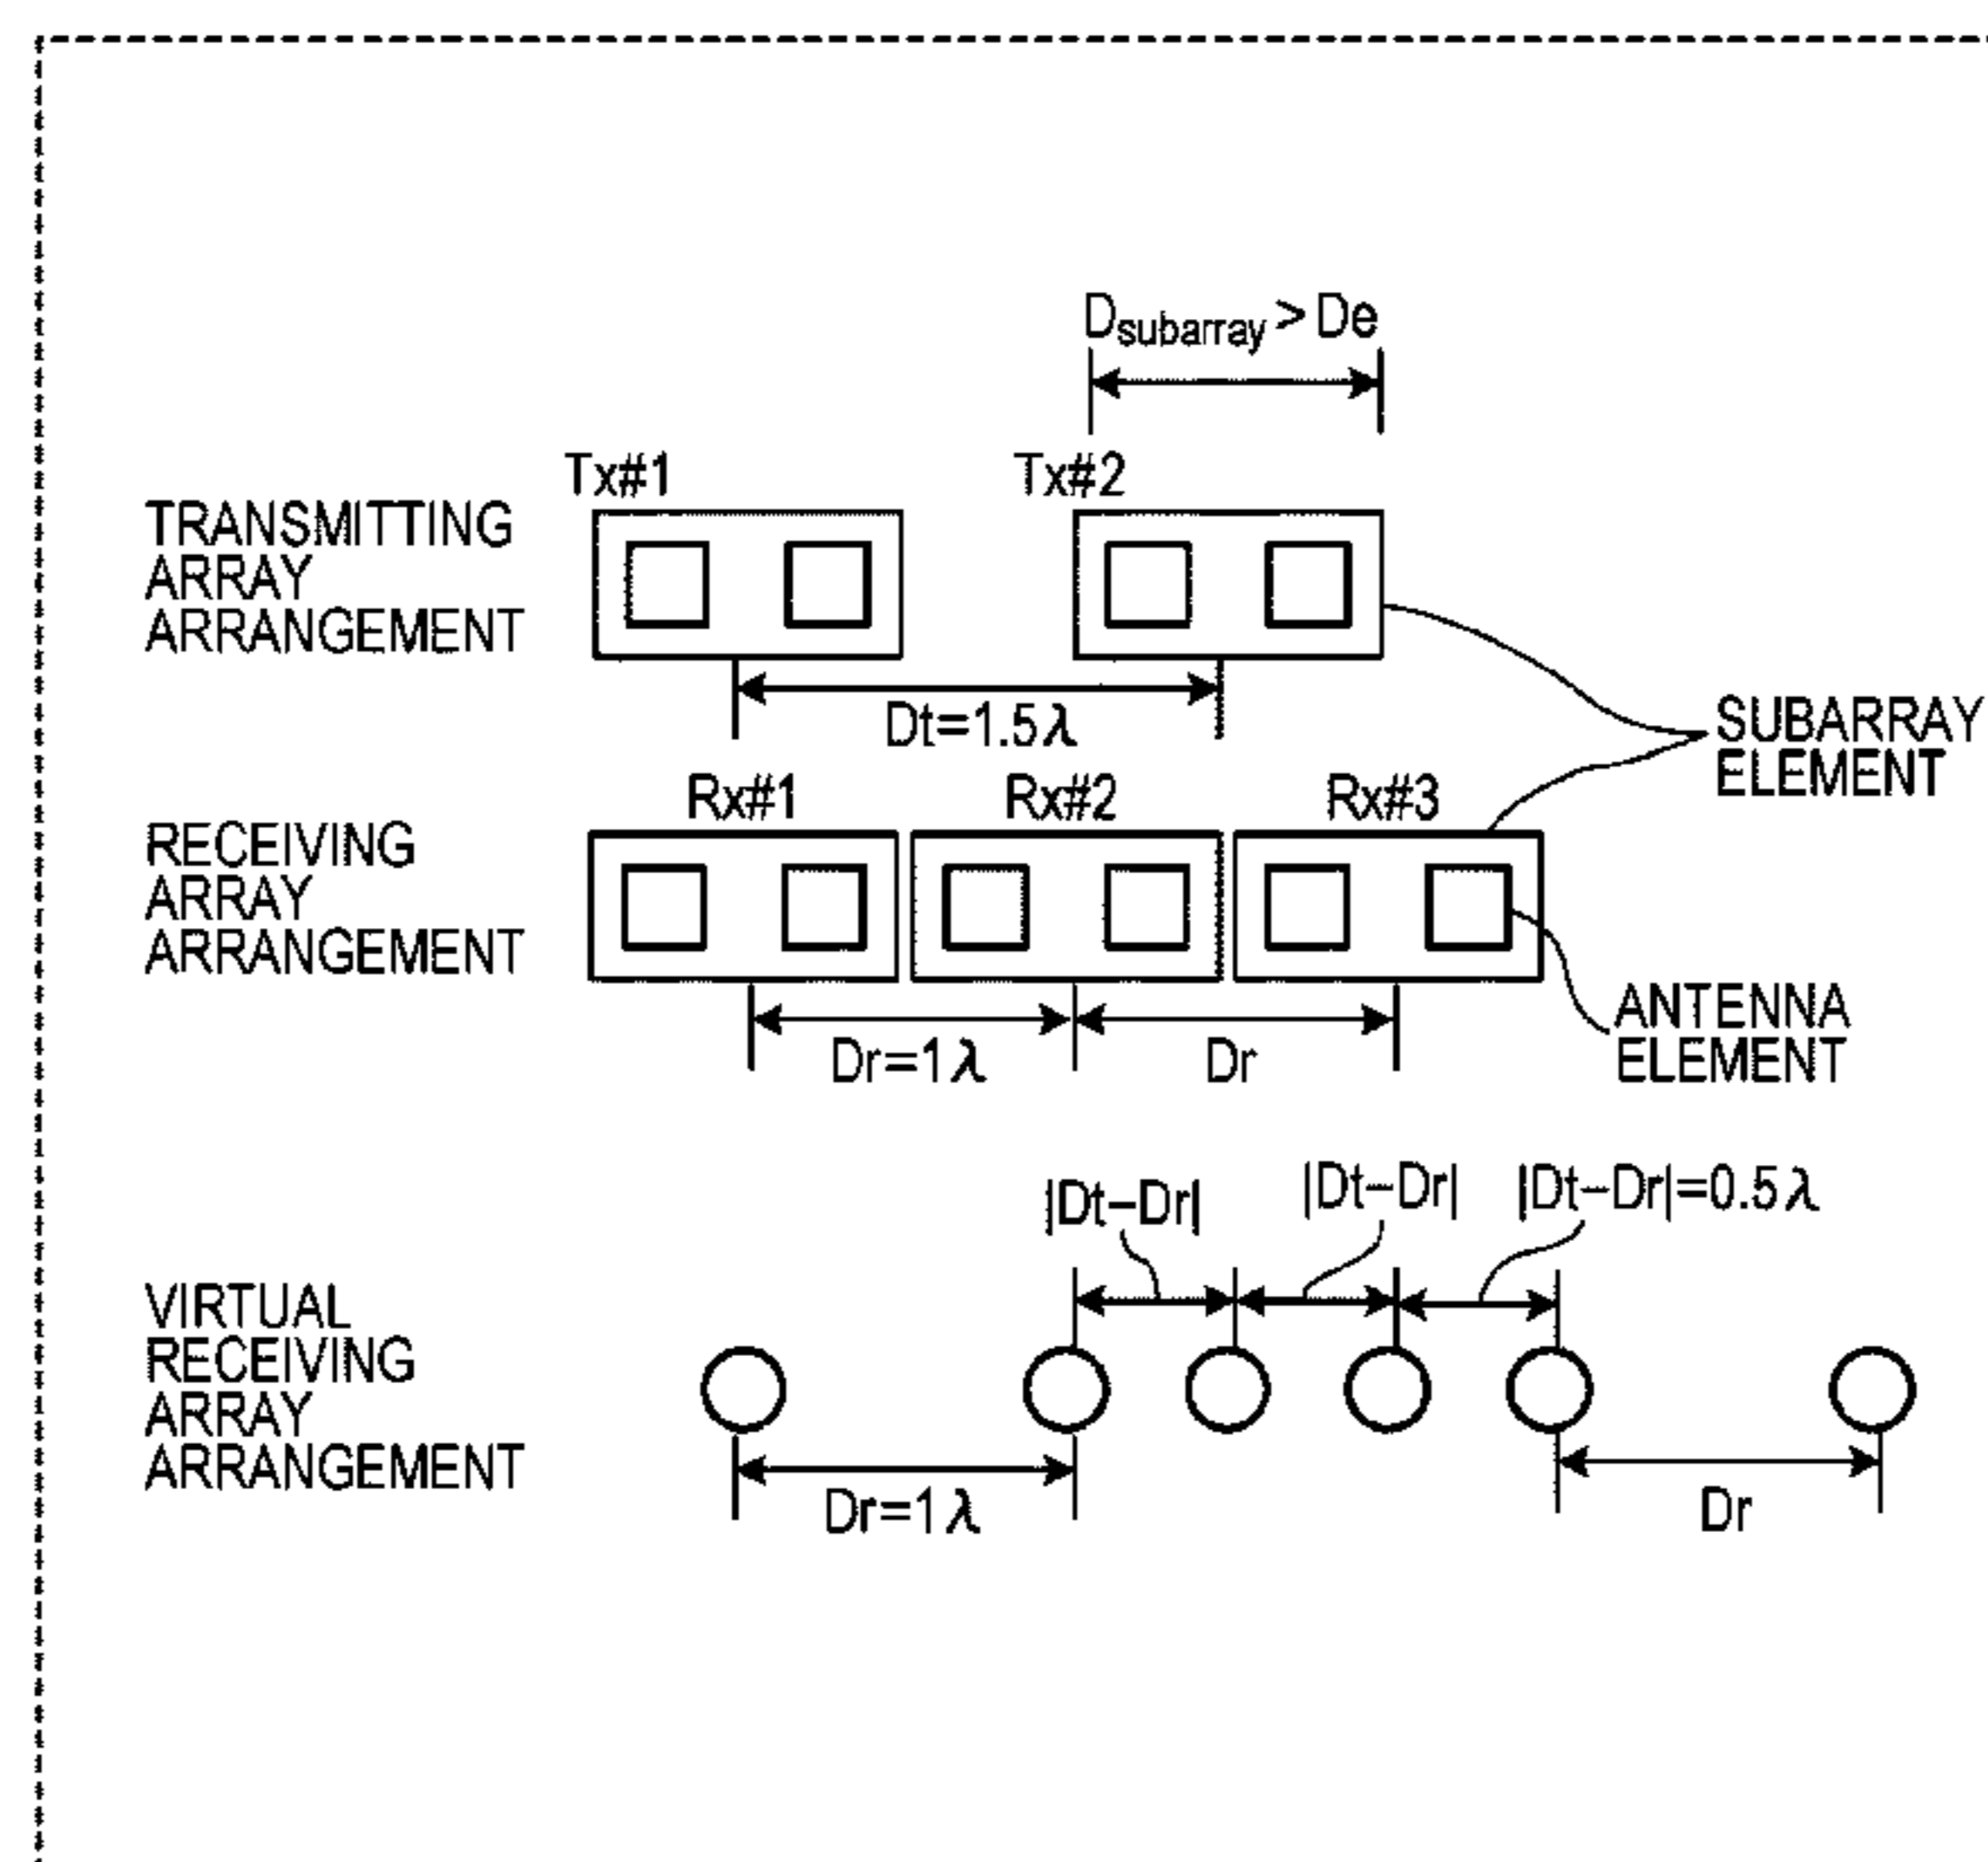 Dsubarray > De
Tx#1
Tx#2
TRANSMITTING
ARRAY
ARRANGEMENT
Dt=1.5λ
SUBARRAY
ELEMENT
Rx#1
Rx#2
Rx#3
RECEIVING
ARRAY
ARRANGEMENT
Dr=1λ
Dr
ANTENNA
ELEMENT
|Dt-Dr|
|Dt-Dr|
|Dt-Dr|=0.5λ
VIRTUAL
RECEIVING
ARRAY
ARRANGEMENT
Dr=1λ
Dr